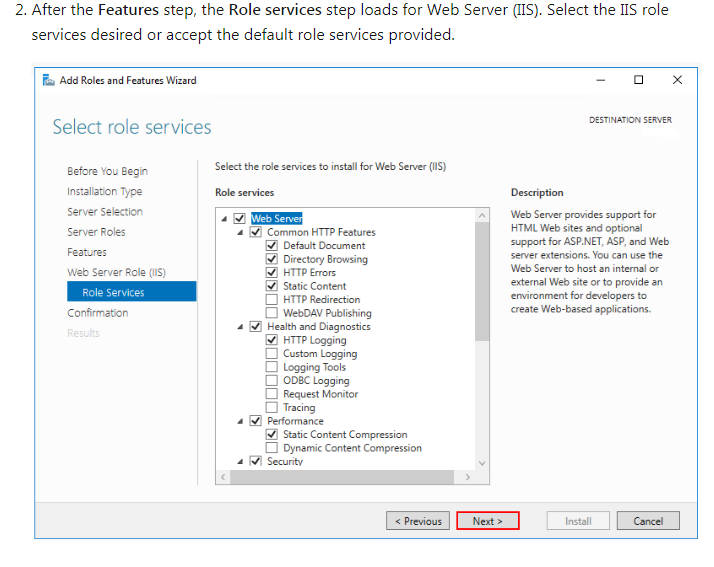 2. After the Features step, the Role services step loads for Web Server (IIS). Select the IIS role
services desired or accept the default role services provided.
Add Roles and Features Wizard
Select role services
DESTINATION SERVER
Before You Begin
Installation Type
Server Selection
Server Roles
Features
Web Server Role (IIS)
Role Services
Confirmation
Results
Select the role services to install for Web Server (IIS)
Role services
Web Server
Common HTTP Features
Default Document
Directory Browsing
HTTP Errors
Static Content
HTTP Redirection
WebDAV Publishing
Health and Diagnostics
HTTP Logging
Custom Logging
Logging Tools
ODBC Logging
Request Monitor
Tracing
Performance
Static Content Compression
Dynamic Content Compression
Security
Description
Web Server provides support for
HTML Web sites and optional
support for ASP.NET, ASP, and Web
server extensions. You can use the
Web Server to host an internal or
external Web site or to provide an
environment for developers to
create Web-based applications.
< Previous
Next >
Install
Cancel